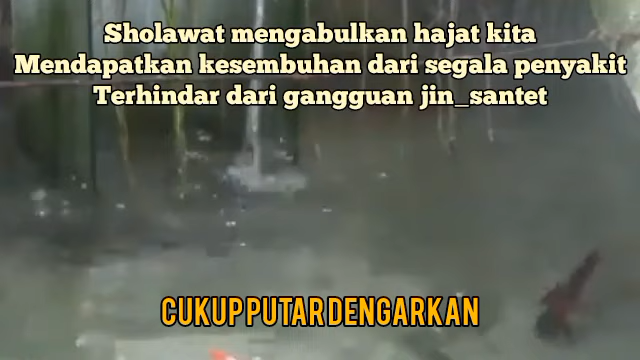 Sholawat mengabulkan hajat kita
Mendapatkan kesembuhan dari segala penyakit
Terhindar dari gangguan jin_santet
CUKUP PUTAR DENGARKAN